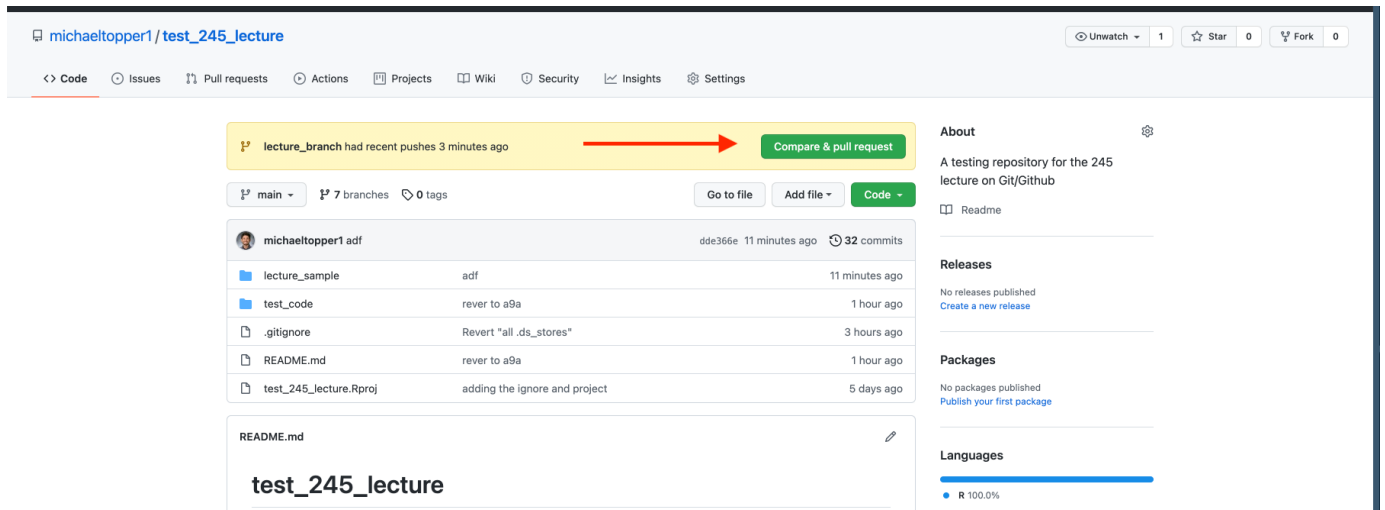 michaeltopper1 / test_245_lecture
Unwatch 1 Star 0 Fork 0
<> Code Issues Pull requests Actions Projects Wiki Security Insights Settings
lecture_branch had recent pushes 3 minutes ago Compare & pull request
main 7 branches 0 tags Go to file Add file Code
michaeltopper1 adf dde366e 11 minutes ago 32 commits
lecture_sample adf 11 minutes ago
test_code rever to a9a 1 hour ago
.gitignore Revert "all .ds_stores" 3 hours ago
README.md rever to a9a 1 hour ago
test_245_lecture.Rproj adding the ignore and project 5 days ago
README.md
test_245_lecture
About
A testing repository for the 245
lecture on Git/Github
Readme
Releases
No releases published
Create a new release
Packages
No packages published
Publish your first package
Languages
R 100.0%